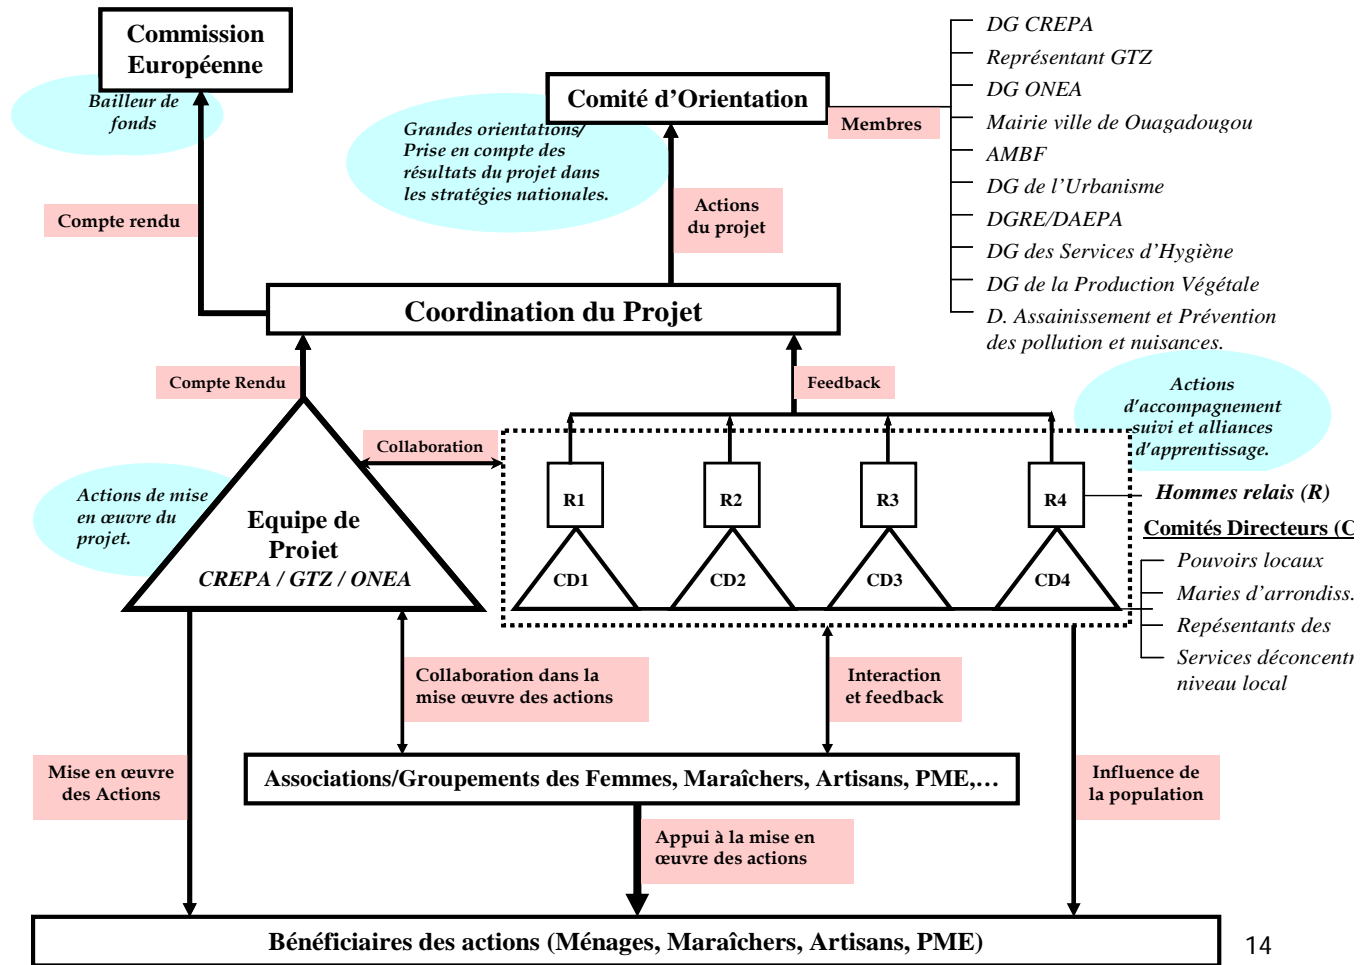 Commission
Européenne
Bailleur de
fonds
Comité d'Orientation
Grandes orientations/
Prise en compte des
résultats du projet dans
les stratégies nationales.
Membres
DG CREPA
Représentant GTZ
DG ONEA
Mairie ville de Ouagadougou
AMBF
DG de l'Urbanisme
DGRE/DAEPA
DG des Services d'Hygiène
DG de la Production Végétale
D. Assainissement et Prévention
des pollution et nuisances.
Compte rendu
Actions
du projet
Coordination du Projet
Compte Rendu
Feedback
Actions
d'accompagnement
suivi et alliances
d'apprentissage.
Collaboration
Actions de mise
en œuvre du
projet.
Equipe de
Projet
CREPA / GTZ / ONEA
R1
R2
R3
R4
CD1
CD2
CD3
CD4
Hommes relais (R)
Comités Directeurs (C
Pouvoirs locaux
Maries d'arrondiss.
Repésentants des
Services déconcentr
niveau local
Collaboration dans la
mise œuvre des actions
Interaction
et feedback
Mise en œuvre
des Actions
Associations/Groupements des Femmes, Maraîchers, Artisans, PME,…
Influence de
la population
Appui à la mise en
œuvre des actions
Bénéficiaires des actions (Ménages, Maraîchers, Artisans, PME)
14